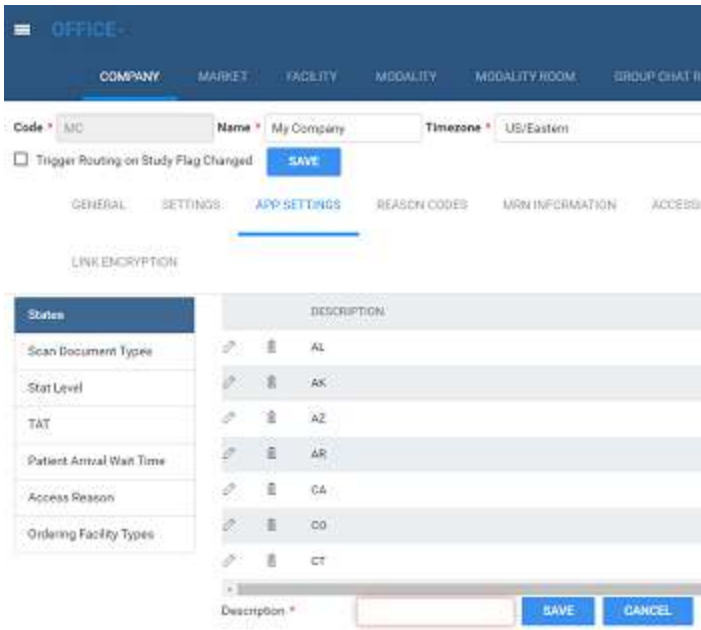 OFFICE-
COMPANY MARKET FACILITY MODALITY MODALITY ROOM GROUP CHAT R
Code * MC Name * My Company Timezone * US/Eastern
Trigger Routing on Study Flag Changed SAVE
GENERAL SETTINGS APP SETTINGS REASON CODES MRN INFORMATION ACCESSI
LINK ENCRYPTION
States DESCRIPTION
Scan Document Types AL
Stat Level AK
TAT AZ
Patient Arrival Wait Time AR
Access Reason CA
Ordering Facility Types CO
CT
Description * SAVE CANCEL